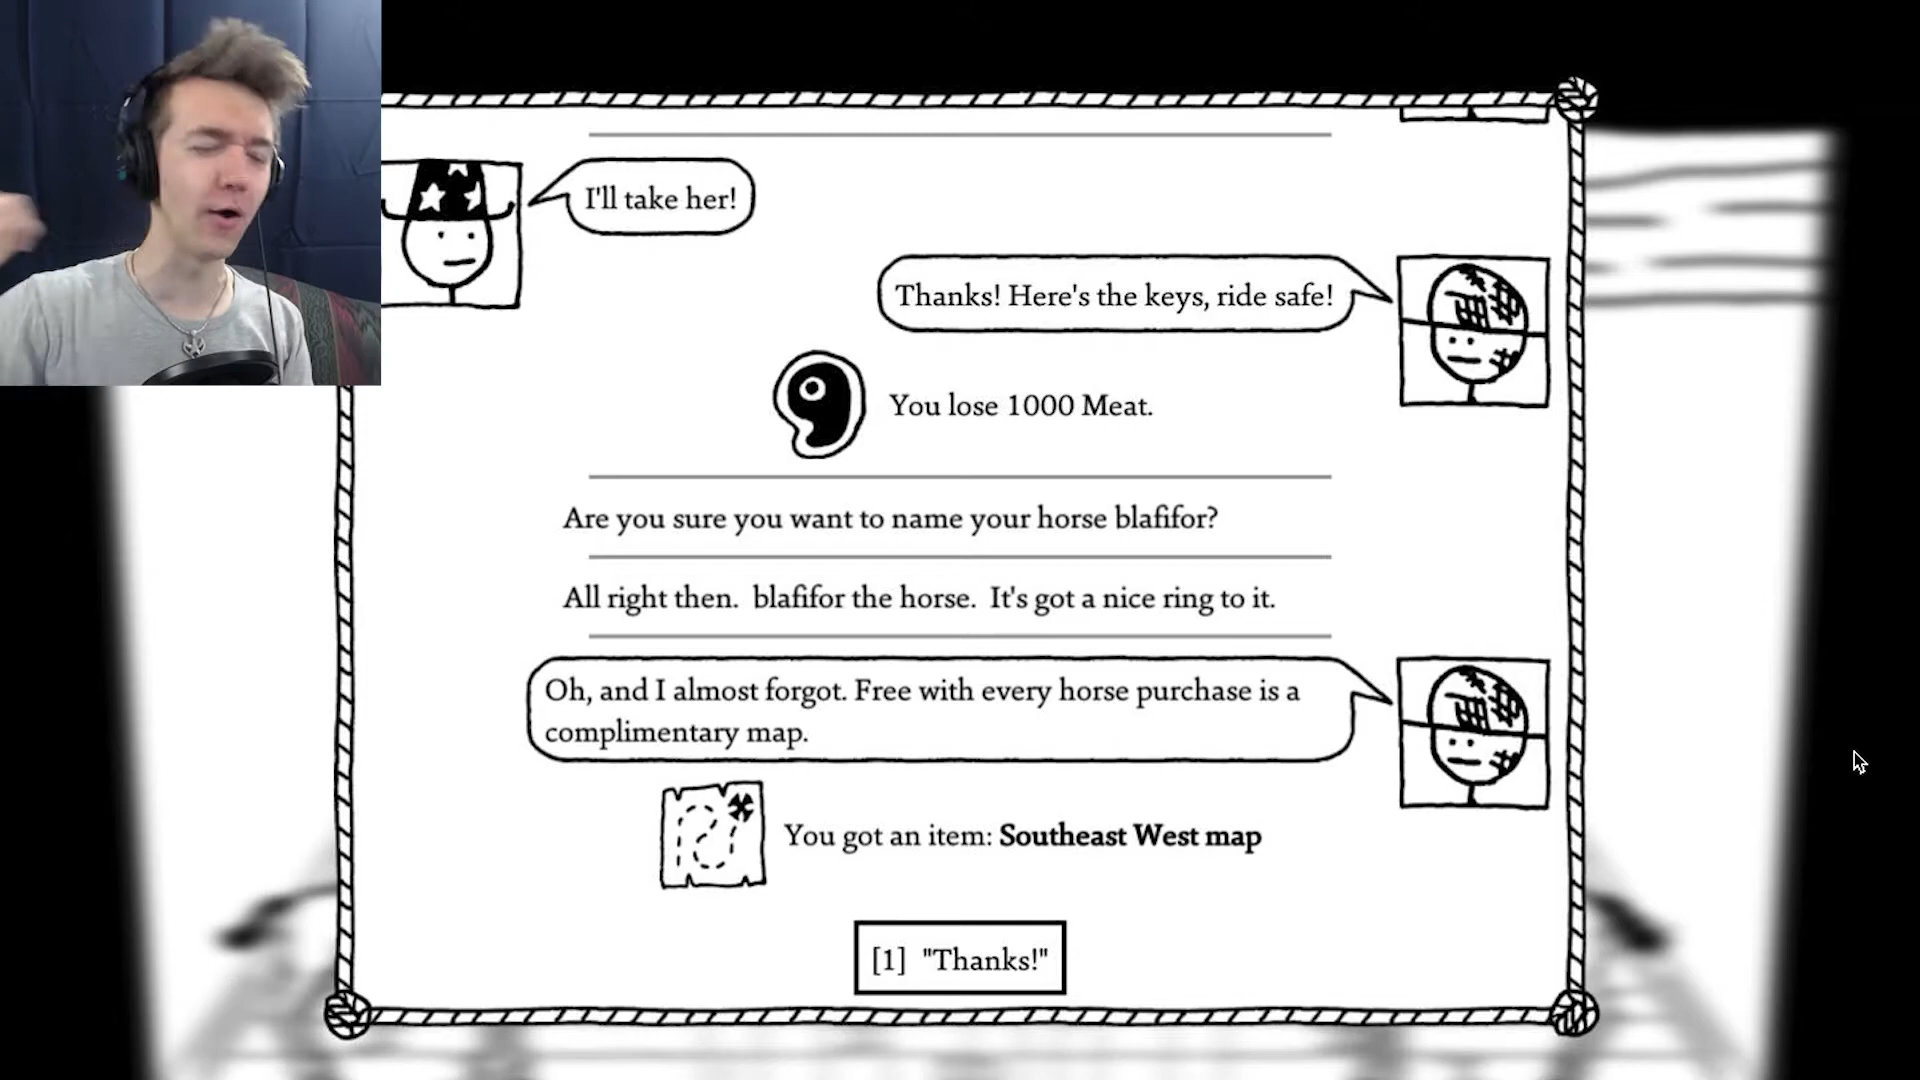 I'll take her!
Thanks! Here's the keys, ride safe!
You lose 1000 Meat.
Are you sure you want to name your horse blafifor?
All right then.  blafifor the horse.  It's got a nice ring to it.
Oh, and I almost forgot. Free with every horse purchase is a
complimentary map.
You got an item: Southeast West map
[1]  "Thanks!"